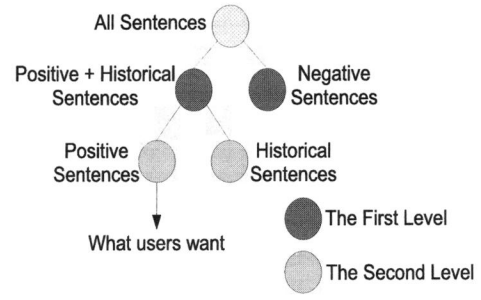 All Sentences
Positive + Historical
Sentences
Negative
Sentences
Positive
Sentences
Historical
Sentences
What users want
The First Level
The Second Level